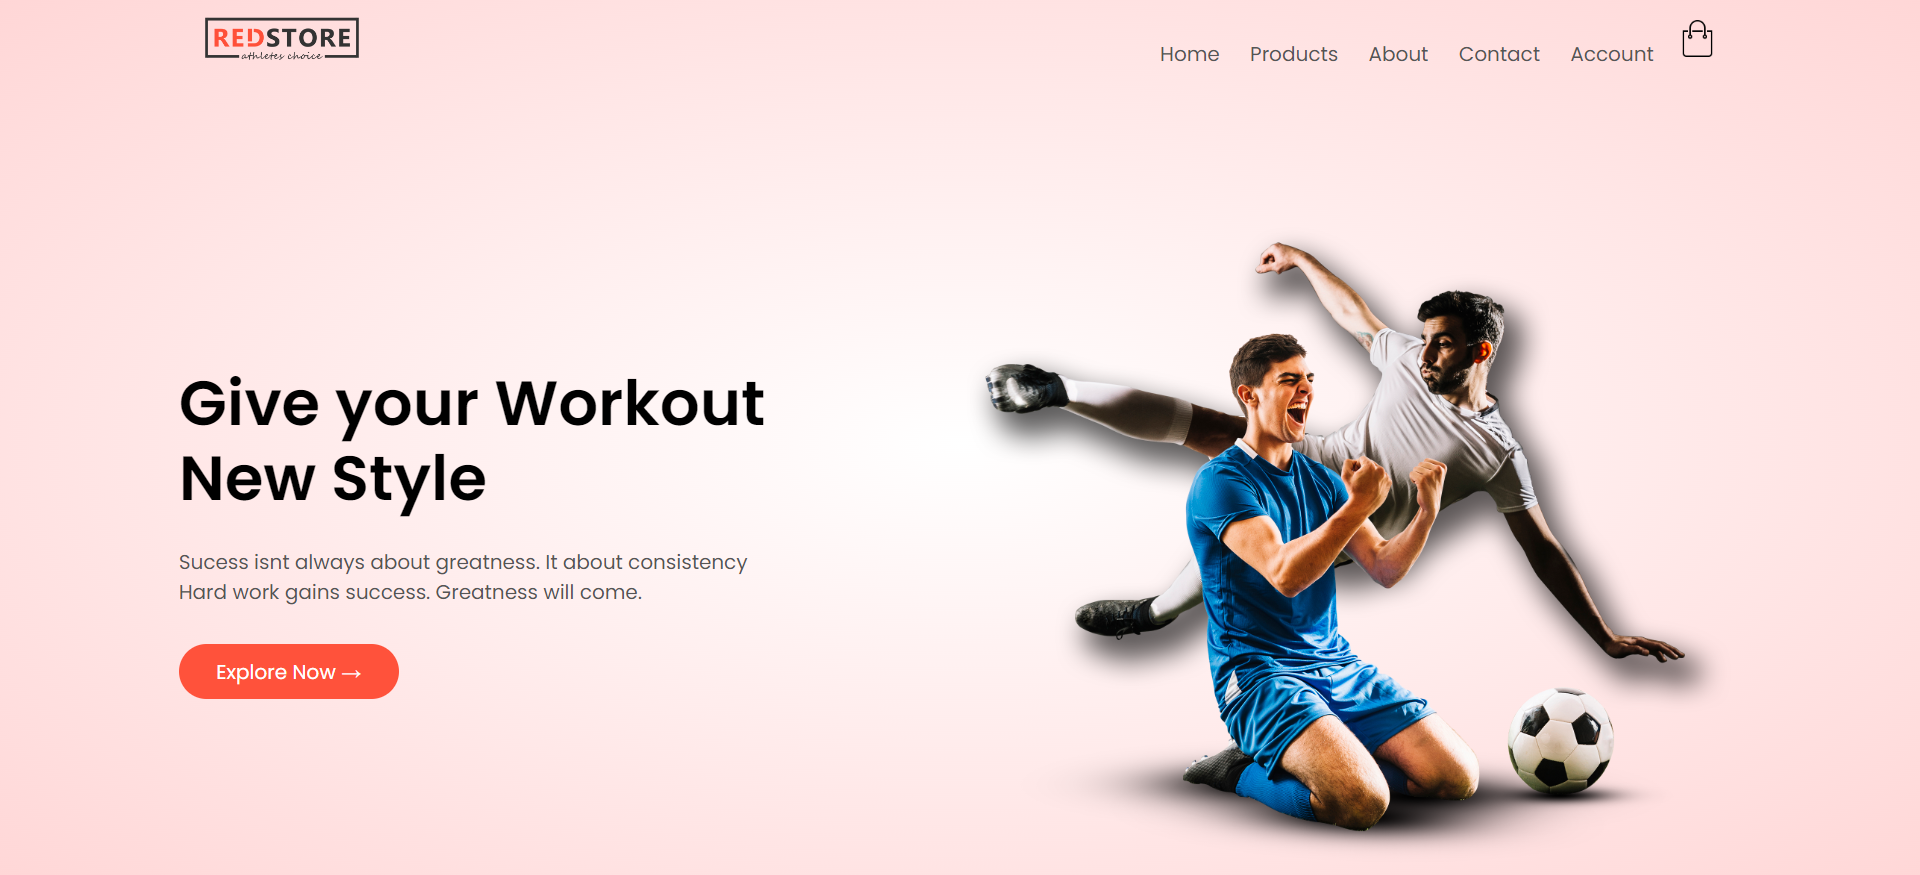 REDSTORE
athletes choice
Home Products About Contact Account
Give your Workout
New Style
Sucess isnt always about greatness. It about consistency
Hard work gains success. Greatness will come.
Explore Now →